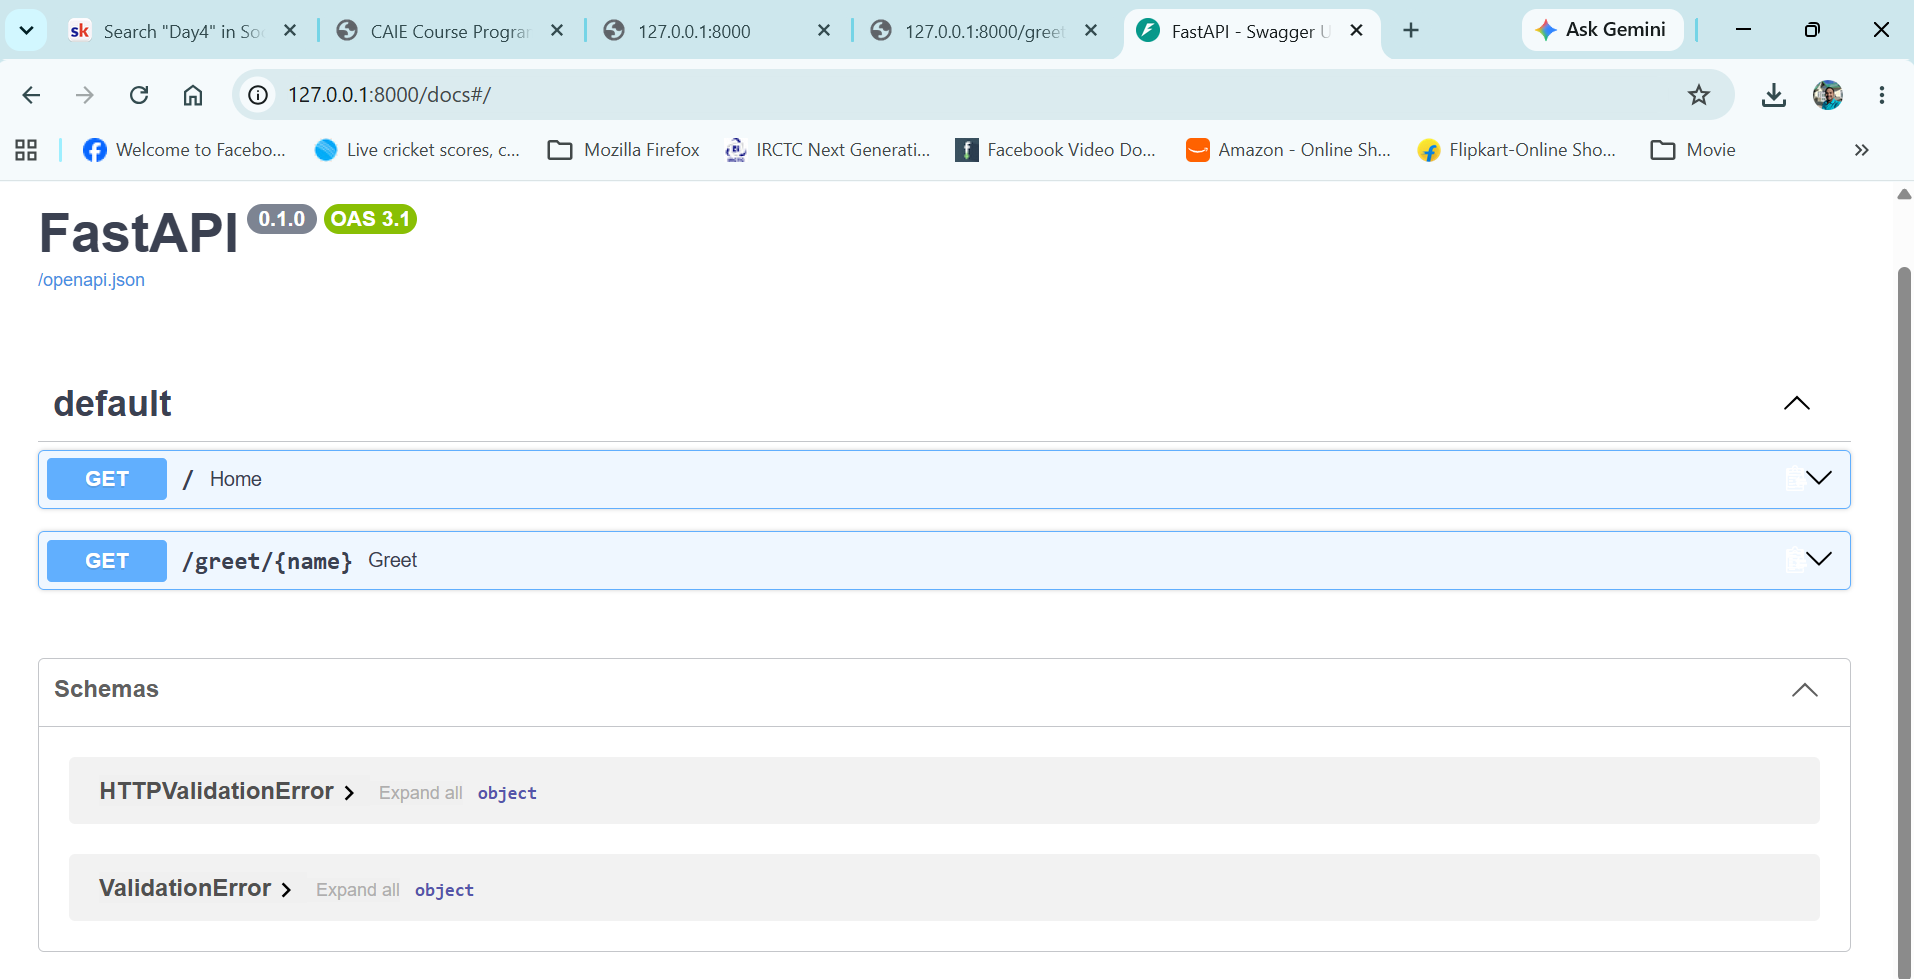 Search "Day4" in So
CAIE Course Progra
127.0.0.1:8000
127.0.0.1:8000/greet
FastAPI - Swagger U
Ask Gemini
127.0.0.1:8000/docs#/
Welcome to Facebo...
Live cricket scores, c...
Mozilla Firefox
IRCTC Next Generati...
Facebook Video Do...
Amazon - Online Sh...
Flipkart-Online Sho...
Movie
FastAPI 0.1.0 OAS 3.1
/openapi.json
default
GET / Home
GET /greet/{name} Greet
Schemas
HTTPValidationError Expand all object
ValidationError Expand all object